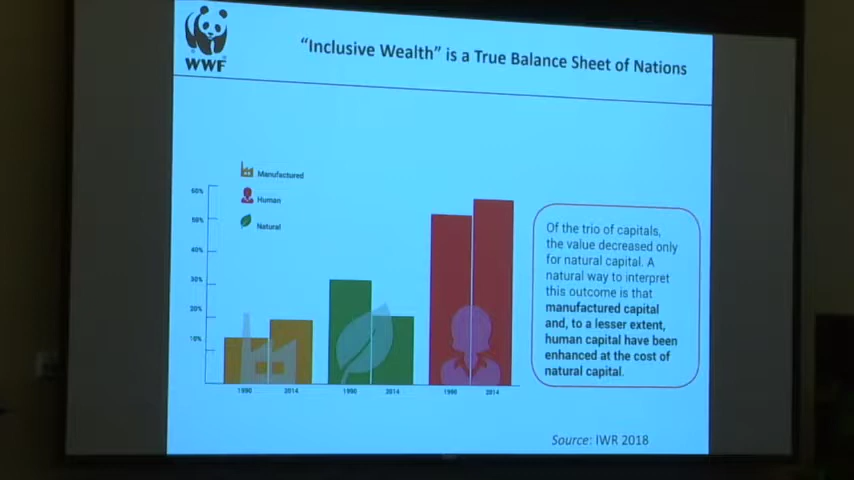 WWF
“Inclusive Wealth” is a True Balance Sheet of Nations
Manufactured
Human
Natural
60%
50%
40%
30%
20%
10%
1990
2014
1990
2014
1990
2014
Of the trio of capitals,
the value decreased only
for natural capital. A
natural way to interpret
this outcome is that
manufactured capital
and, to a lesser extent,
human capital have been
enhanced at the cost of
natural capital.
Source: IWR 2018